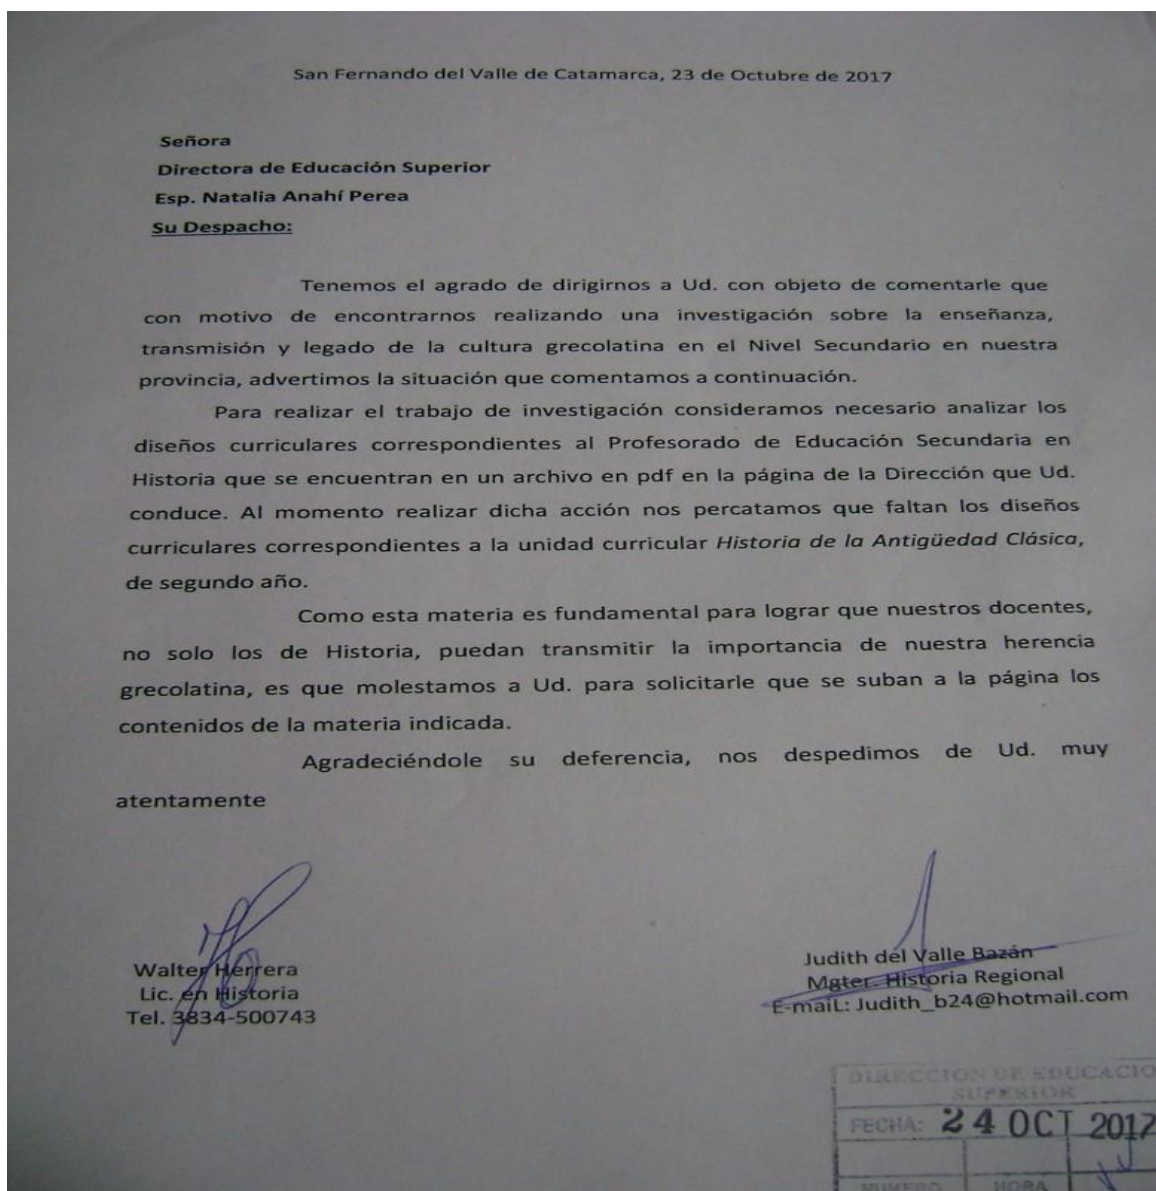 San Fernando del Valle de Catamarca, 23 de Octubre de 2017
Señora
Directora de Educación Superior
Esp. Natalia Anahí Perea
Su Despacho:
Tenemos el agrado de dirigirnos a Ud. con objeto de comentarle que
con motivo de encontrarnos realizando una investigación sobre la enseñanza,
transmisión y legado de la cultura grecolatina en el Nivel Secundario en nuestra
provincia, advertimos la situación que comentamos a continuación.
Para realizar el trabajo de investigación consideramos necesario analizar los
diseños curriculares correspondientes al Profesorado de Educación Secundaria en
Historia que se encuentran en un archivo en pdf en la página de la Dirección que Ud.
conduce. Al momento realizar dicha acción nos percatamos que faltan los diseños
curriculares correspondientes a la unidad curricular Historia de la Antigüedad Clásica,
de segundo año.
Como esta materia es fundamental para lograr que nuestros docentes,
no solo los de Historia, puedan transmitir la importancia de nuestra herencia
grecolatina, es que molestamos a Ud. para solicitarle que se suban a la página los
contenidos de la materia indicada.
Agradeciéndole su deferencia, nos despedimos de Ud. muy
atentamente
Walter Herrera
Lic. en Historia
Tel. 3834-500743
Judith del Valle Bazán
Mgter. Historia Regional
E-maiL: Judith_b24@hotmail.com
DIRECCION DE EDUCACIO
SUPERIOR
FECHA: 24 OCT 2017
NUMERO HORA